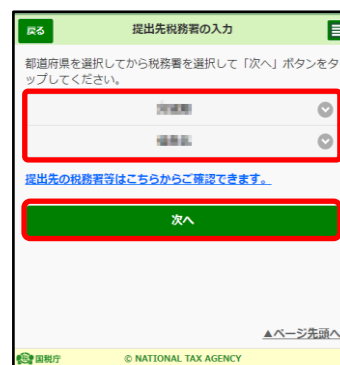 戻る
提出先税務署の入力
都道府県を選択してから税務署を選択して「次へ」ボタンをタ
ップしてください。
提出先の税務署等はこちらからご確認できます。
次へ
▲ページ先頭へ
国税庁
© NATIONAL TAX AGENCY